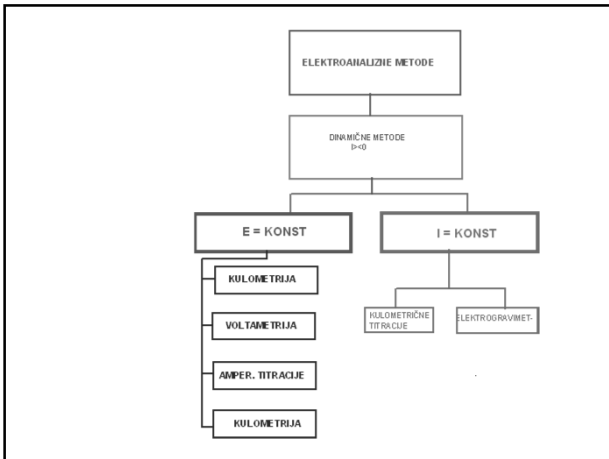 ELEKTROANALIZNE METODE
DINAMIČNE METODE
I><0
E = KONST
I = KONST
KULOMETRIJA
VOLTAMETRIJA
AMPER. TITRACIJE
KULOMETRIJA
KULOMETRIČNE
TITRACIJE
ELEKTROGRAVIMET-